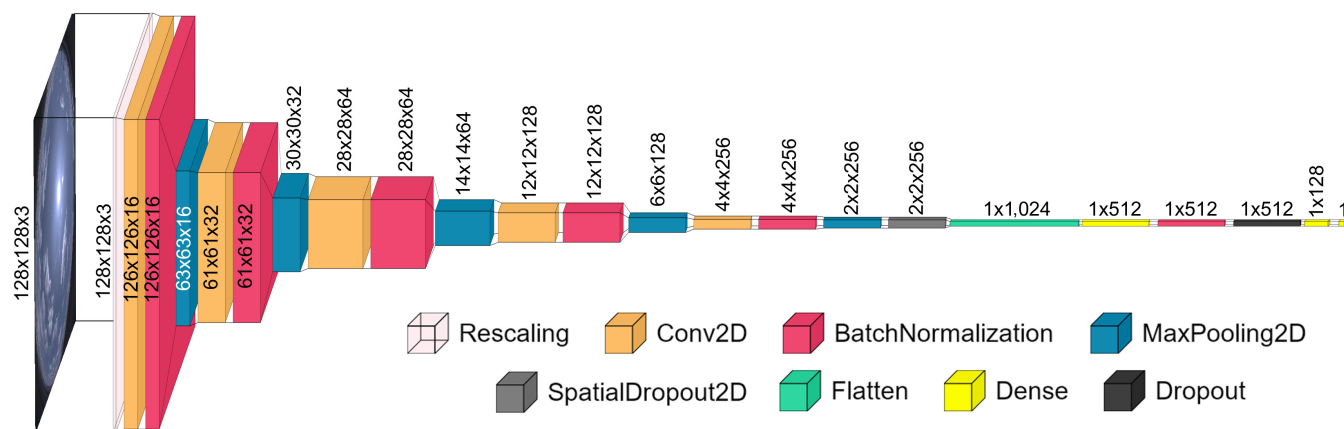 128x128x3
128x128x3
126x126x16
126x126x16
63x63x16
61x61x32
61x61x32
30x30x32
28x28x64
28x28x64
14x14x64
12x12x128
12x12x128
6x6x128
4x4x256
4x4x256
2x2x256
2x2x256
1x1,024
1x512
1x512
1x512
1x128
Rescaling
Conv2D
BatchNormalization
MaxPooling2D
SpatialDropout2D
Flatten
Dense
Dropout